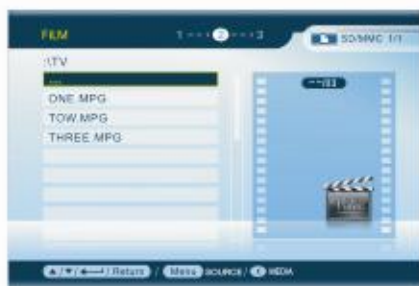 FILM
1 2 3
SD/MMC 1/1
:\TV
...
ONE.MPG
TOW.MPG
THREE.MPG
--/03
▲/▼/←/Return / Menu SOURCE / MEDIA